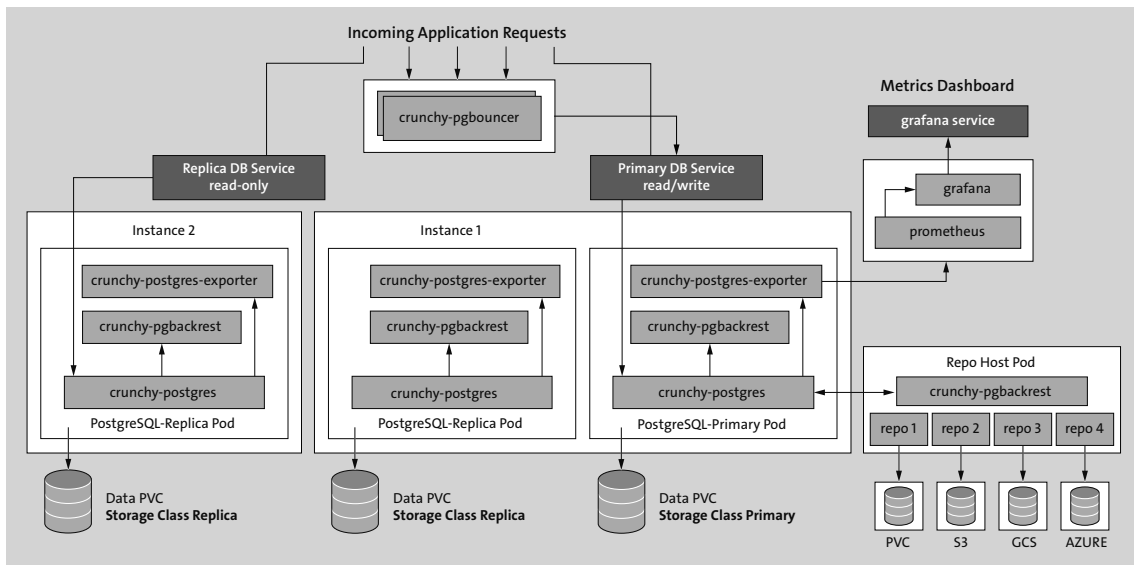 Incoming Application Requests
crunchy-pgbouncer
Metrics Dashboard
grafana service
grafana
prometheus
Replica DB Service
read-only
Primary DB Service
read/write
Instance 2
crunchy-postgres-exporter
crunchy-pgbackrest
crunchy-postgres
PostgreSQL-Replica Pod
Data PVC
Storage Class Replica
Instance 1
crunchy-postgres-exporter
crunchy-pgbackrest
crunchy-postgres
PostgreSQL-Replica Pod
Data PVC
Storage Class Replica
crunchy-postgres-exporter
crunchy-pgbackrest
crunchy-postgres
PostgreSQL-Primary Pod
Data PVC
Storage Class Primary
Repo Host Pod
crunchy-pgbackrest
repo 1
repo 2
repo 3
repo 4
PVC
S3
GCS
AZURE